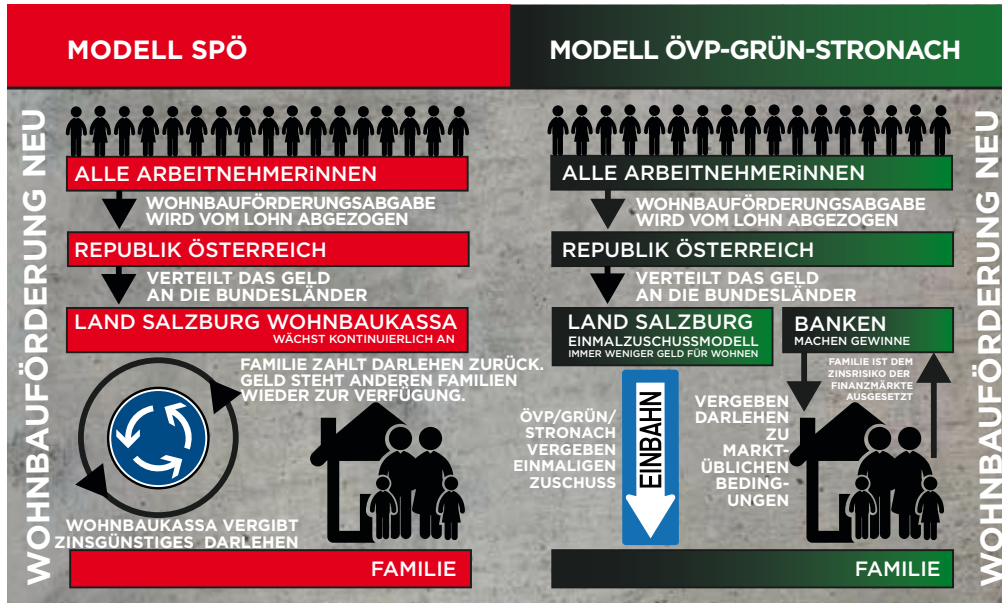 MODELL SPÖ
WOHNBAUFÖRDERUNG NEU
ALLE ARBEITNEHMERiNNEN
WOHNBAUFÖRDERUNGSABGABE
WIRD VOM LOHN ABGEZOGEN
REPUBLIK ÖSTERREICH
VERTEILT DAS GELD
AN DIE BUNDESLÄNDER
LAND SALZBURG WOHNBAUKASSA
WÄCHST KONTINUIERLICH AN
FAMILIE ZAHLT DARLEHEN ZURÜCK.
GELD STEHT ANDEREN FAMILIEN
WIEDER ZUR VERFÜGUNG.
WOHNBAUKASSA VERGIBT
ZINSGÜNSTIGES DARLEHEN
FAMILIE
MODELL ÖVP-GRÜN-STRONACH
ALLE ARBEITNEHMERiNNEN
WOHNBAUFÖRDERUNGSABGABE
WIRD VOM LOHN ABGEZOGEN
REPUBLIK ÖSTERREICH
VERTEILT DAS GELD
AN DIE BUNDESLÄNDER
LAND SALZBURG
EINMALZUSCHUSSMODELL
IMMER WENIGER GELD FÜR WOHNEN
BANKEN
MACHEN GEWINNE
FAMILIE IST DEM
ZINSRISIKO DER
FINANZMÄRKTE
AUSGESETZT
ÖVP/GRÜN/
STRONACH
VERGEBEN
EINMALIGEN
ZUSCHUSS
EINBAHN
VERGEBEN
DARLEHEN
ZU
MARKT-
ÜBLICHEN
BEDING-
UNGEN
FAMILIE
WOHNBAUFÖRDERUNG NEU